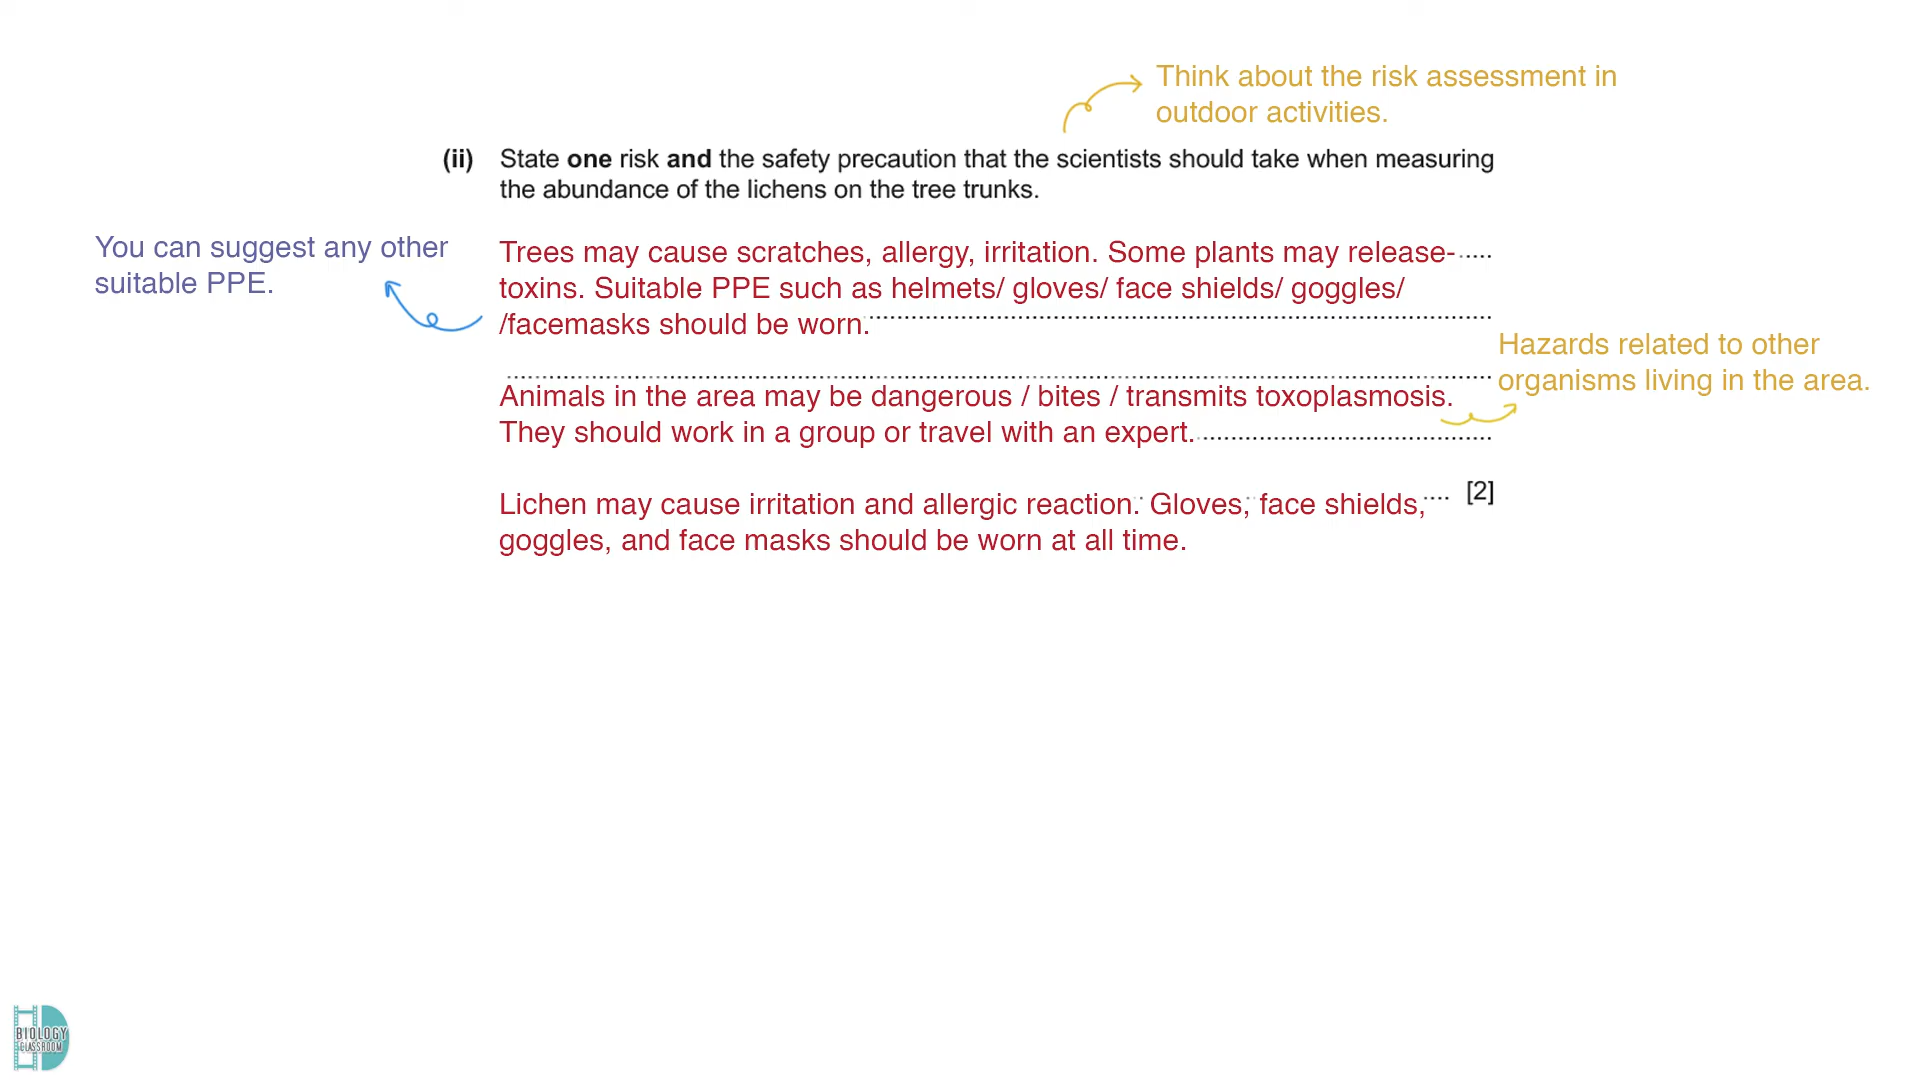 Think about the risk assessment in
outdoor activities.
(ii) State one risk and the safety precaution that the scientists should take when measuring
the abundance of the lichens on the tree trunks.
You can suggest any other
suitable PPE.
Trees may cause scratches, allergy, irritation. Some plants may release-
toxins. Suitable PPE such as helmets/ gloves/ face shields/ goggles/
/facemasks should be worn.
Hazards related to other
organisms living in the area.
Animals in the area may be dangerous / bites / transmits toxoplasmosis.
They should work in a group or travel with an expert.
Lichen may cause irritation and allergic reaction. Gloves, face shields, [2]
goggles, and face masks should be worn at all time.
BIOLOGY
CLASSROOM